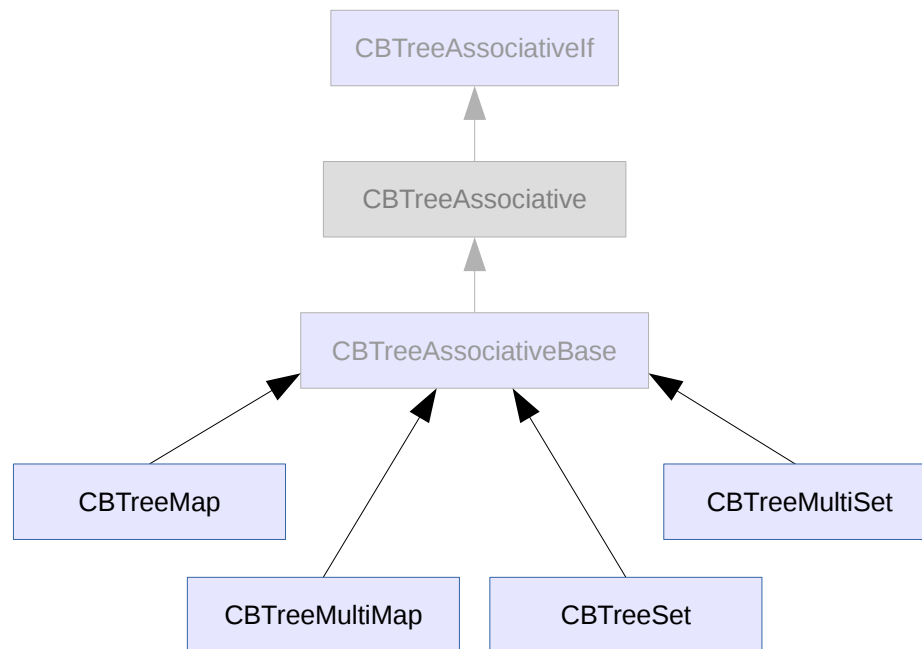 CBTreeAssociativeIf
CBTreeAssociative
CBTreeAssociativeBase
CBTreeMap
CBTreeMultiSet
CBTreeMultiMap
CBTreeSet